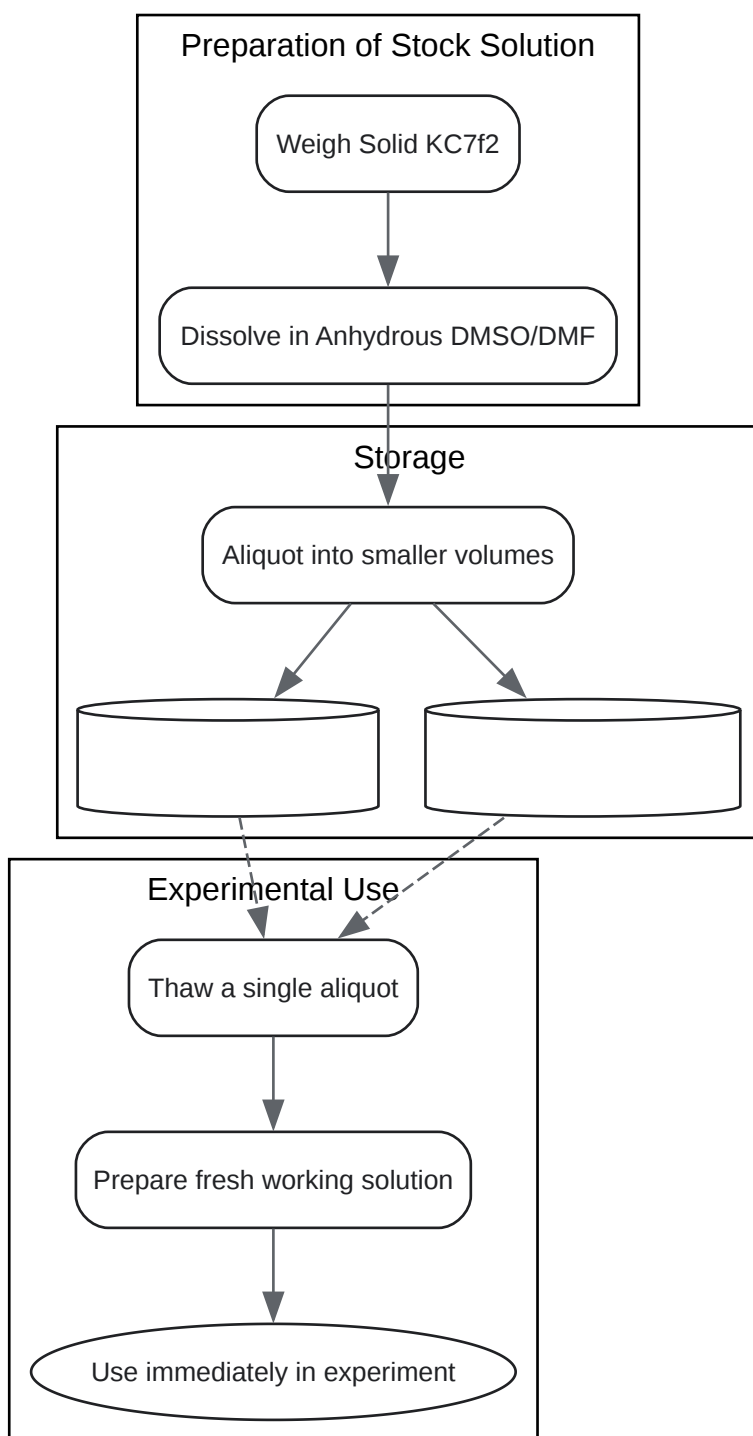 Preparation of Stock Solution
Weigh Solid KC7f2
Dissolve in Anhydrous DMSO/DMF
Storage
Aliquot into smaller volumes
Experimental Use
Thaw a single aliquot
Prepare fresh working solution
Use immediately in experiment